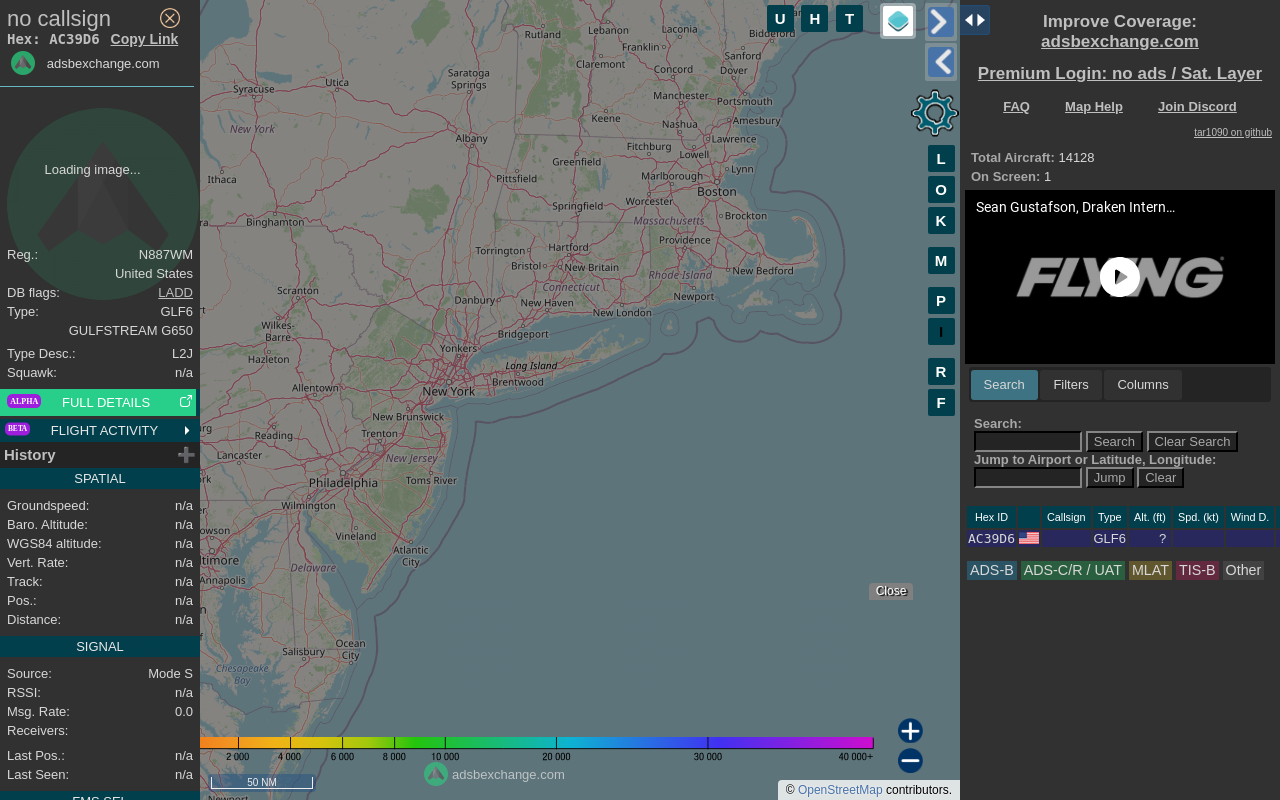 no callsign
Hex: AC39D6 Copy Link
adsbexchange.com
Loading image...
Reg.: N887WM
United States
DB flags: LADD
Type: GLF6
GULFSTREAM G650
Type Desc.: L2J
Squawk: n/a
ALPHA FULL DETAILS
BETA FLIGHT ACTIVITY
History
SPATIAL
Groundspeed: n/a
Baro. Altitude: n/a
WGS84 altitude: n/a
Vert. Rate: n/a
Track: n/a
Pos.: n/a
Distance: n/a
SIGNAL
Source: Mode S
RSSI: n/a
Msg. Rate: 0.0
Receivers:
Last Pos.: n/a
Last Seen: n/a
FMS SEL
U H T
L
O
K
M
P
I
R
F
Rutland
Lebanon
Laconia
Biddeford
Franklin
Sanford
Claremont
Concord
Dover
Utica
Saratoga
Springs
Syracuse
Manchester
Portsmouth
Keene
Nashua
Amesbury
New York
Albany
Fitchburg
Lawrence
Greenfield
Lowell
Lynn
Ithaca
Pittsfield
Marlborough
Boston
Springfield
Worcester
Massachusetts
Brockton
Binghamton
Torrington
Hartford
Providence
Bristol
New Britain
Rhode Island
New Bedford
Connecticut
Scranton
Danbury
New Haven
Newport
New London
Wilkes-
Barre
Bridgeport
Yonkers
Hazleton
Long Island
Allentown
New York
Brentwood
New Brunswick
Reading
Trenton
Lancaster
New Jersey
Philadelphia
Toms River
Wilmington
Vineland
Atlantic
City
Annapolis
Delaware
Ocean
City
Salisbury
Chesapeake
Bay
Newport
Close
2 000 4 000 6 000 8 000 10 000 20 000 30 000 40 000+
50 NM
adsbexchange.com
© OpenStreetMap contributors.
Improve Coverage:
adsbexchange.com
Premium Login: no ads / Sat. Layer
FAQ Map Help Join Discord
tar1090 on github
Total Aircraft: 14128
On Screen: 1
Sean Gustafson, Draken Intern...
FLYING
Search Filters Columns
Search:
Search Clear Search
Jump to Airport or Latitude, Longitude:
Jump Clear
Hex ID Callsign Type Alt. (ft) Spd. (kt) Wind D.
AC39D6 GLF6 ?
ADS-B ADS-C/R / UAT MLAT TIS-B Other